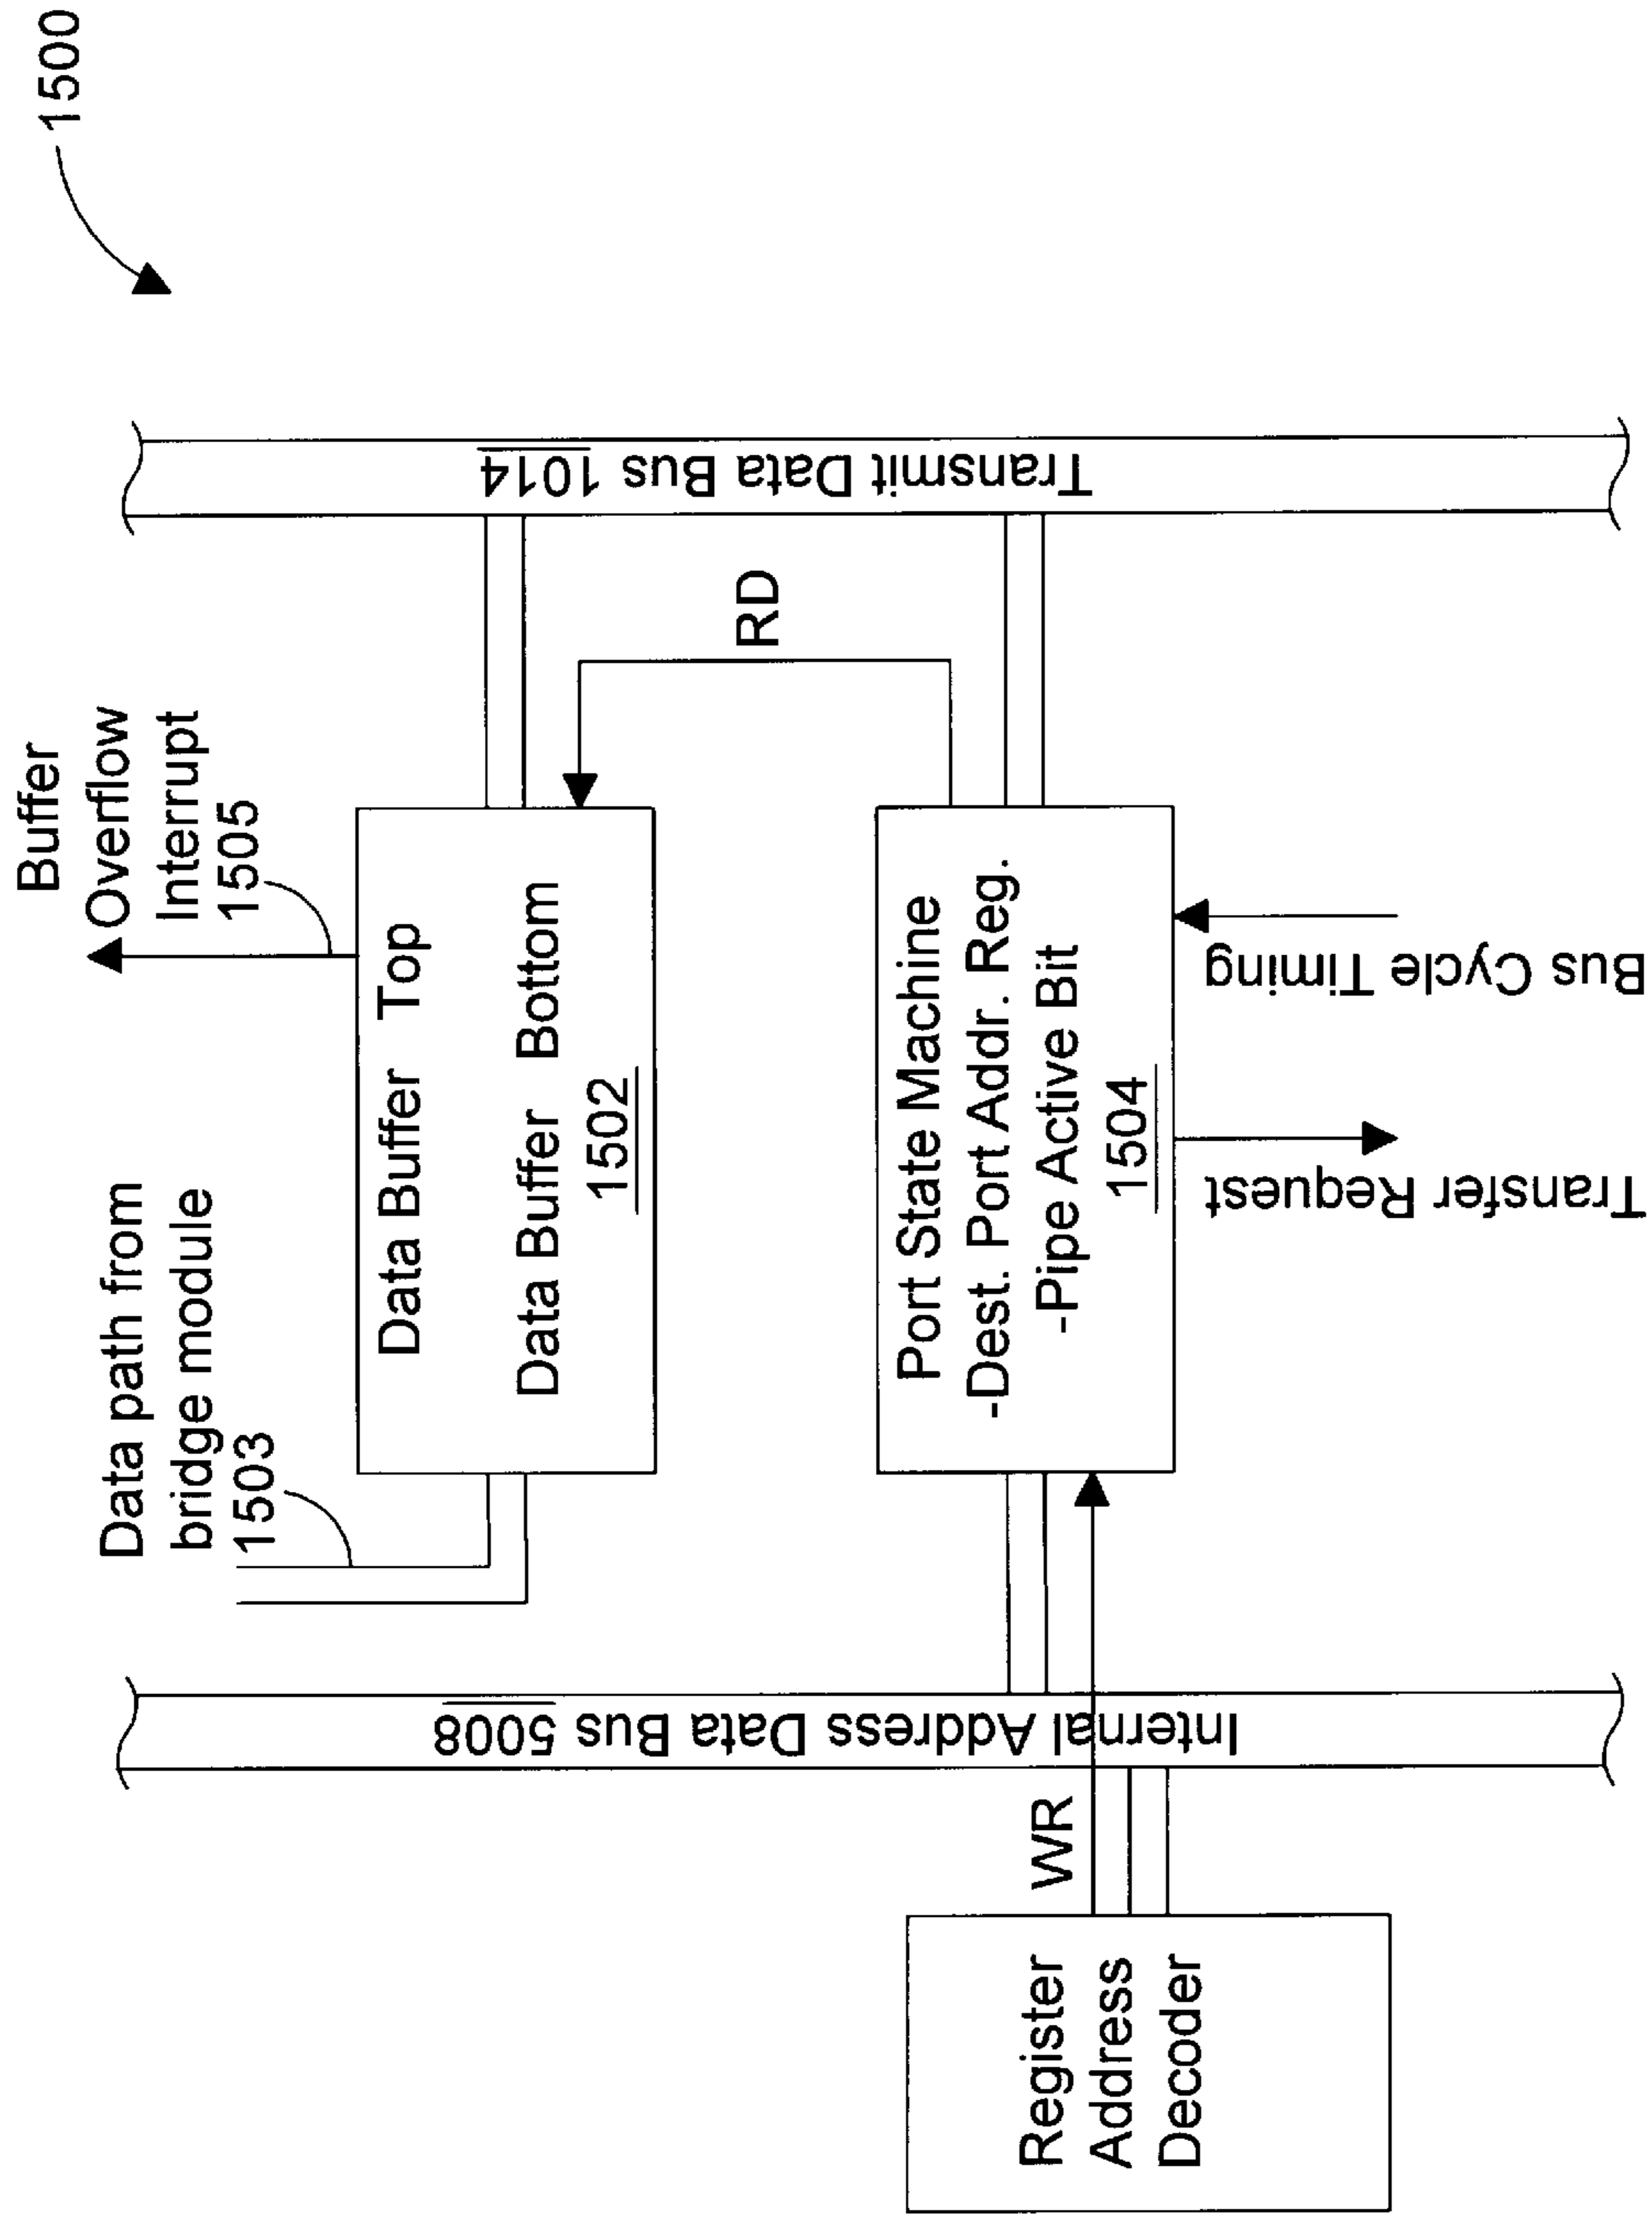 1500
Buffer
Overflow
Interrupt
1505
Data path from
bridge module
1503
Data Buffer Top
Data Buffer Bottom
1502
RD
Transmit Data Bus 1014
Port State Machine
-Dest. Port Addr. Reg.
-Pipe Active Bit
1504
Bus Cycle Timing
Transfer Request
Internal Address Data Bus 5008
WR
Register
Address
Decoder